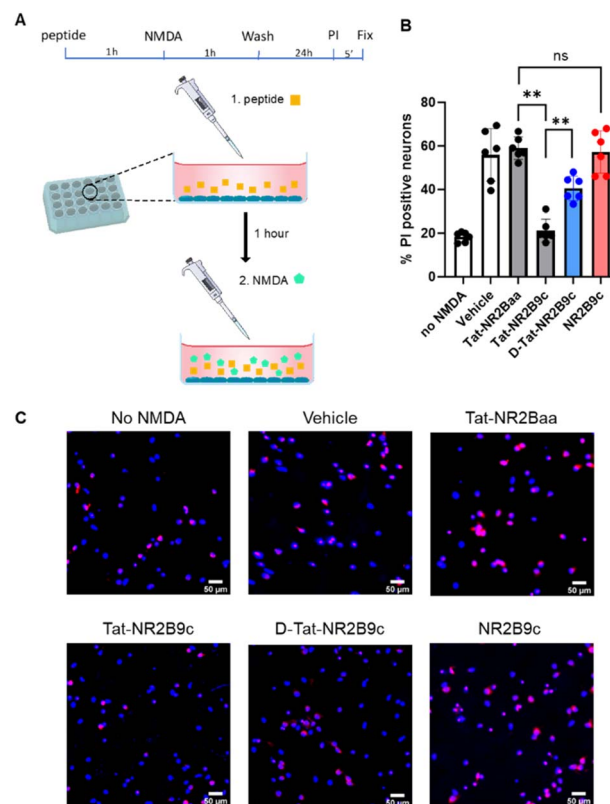 A
peptide NMDA Wash PI Fix
1h 1h 24h 5’
1. peptide
1 hour
2. NMDA
B
% PI positive neurons
80
60
40
20
0
ns
** **
no NMDA
Vehicle
Tat-NR2Baa
Tat-NR2B9c
D-Tat-NR2B9c
NR2B9c
C
No NMDA Vehicle Tat-NR2Baa
50 µm 50 µm 50 µm
Tat-NR2B9c D-Tat-NR2B9c NR2B9c
50 µm 50 µm 50 µm